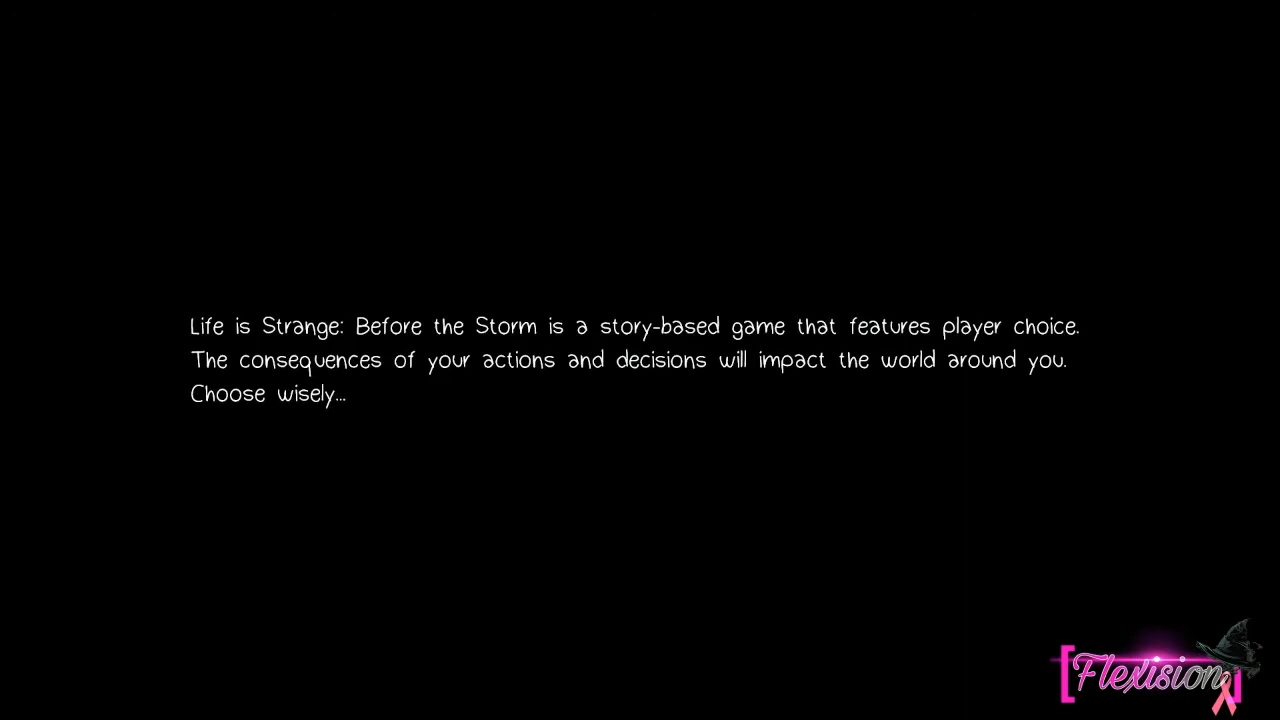 Life is Strange: Before the Storm is a story-based game that features player choice.
The consequences of your actions and decisions will impact the world around you.
Choose wisely...
[Flexision]